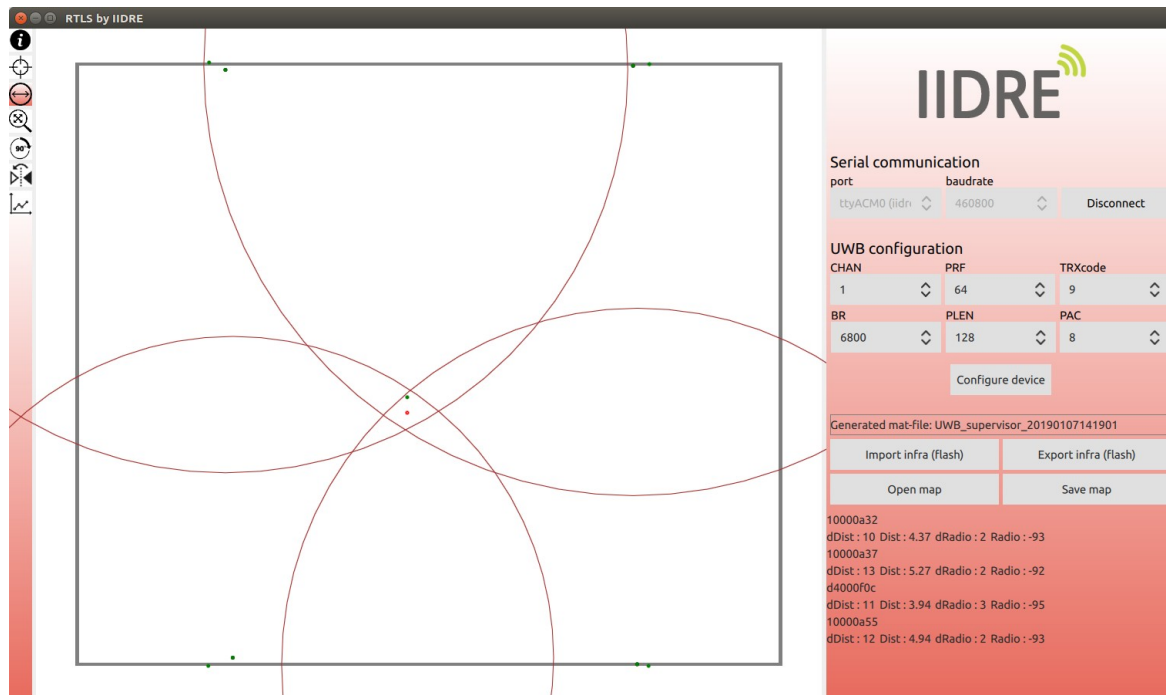 RTLS by IIDRE
i
90°
IIDRE
Serial communication
port baudrate
ttyACM0 (iidr 460800 Disconnect
UWB configuration
CHAN PRF TRXcode
1 64 9
BR PLEN PAC
6800 128 8
Configure device
Generated mat-file: UWB_supervisor_20190107141901
Import infra (flash) Export infra (flash)
Open map Save map
10000a32
dDist : 10 Dist : 4.37 dRadio : 2 Radio : -93
10000a37
dDist : 13 Dist : 5.27 dRadio : 2 Radio : -92
d4000f0c
dDist : 11 Dist : 3.94 dRadio : 3 Radio : -95
10000a55
dDist : 12 Dist : 4.94 dRadio : 2 Radio : -93